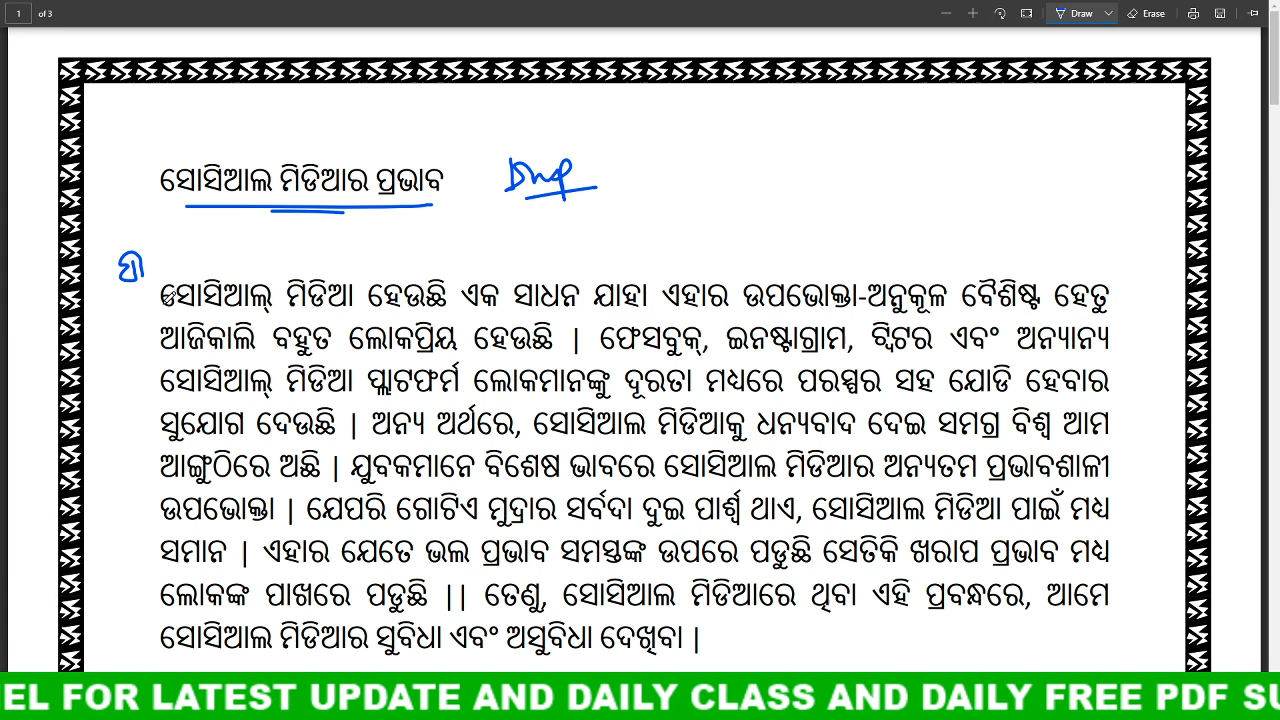 1 of 3 Draw Erase
ସୋସିଆଲ ମିଡିଆର ପ୍ରଭାବ
ସୋସିଆଲ୍ ମିଡିଆ ହେଉଛି ଏକ ସାଧନ ଯାହା ଏହାର ଉପଭୋକ୍ତା-ଅନୁକୂଳ ବୈଶିଷ୍ଟ ହେତୁ
ଆଜିକାଲି ବହୁତ ଲୋକପ୍ରିୟ ହେଉଛି | ଫେସବୁକ୍, ଇନଷ୍ଟାଗ୍ରାମ, ଟ୍ୱିଟର ଏବଂ ଅନ୍ୟାନ୍ୟ
ସୋସିଆଲ୍ ମିଡିଆ ପ୍ଲାଟଫର୍ମ ଲୋକମାନଙ୍କୁ ଦୂରତା ମଧ୍ୟରେ ପରସ୍ପର ସହ ଯୋଡି ହେବାର
ସୁଯୋଗ ଦେଉଛି | ଅନ୍ୟ ଅର୍ଥରେ, ସୋସିଆଲ ମିଡିଆକୁ ଧନ୍ୟବାଦ ଦେଇ ସମଗ୍ର ବିଶ୍ୱ ଆମ
ଆଙ୍ଗୁଠିରେ ଅଛି | ଯୁବକମାନେ ବିଶେଷ ଭାବରେ ସୋସିଆଲ ମିଡିଆର ଅନ୍ୟତମ ପ୍ରଭାବଶାଳୀ
ଉପଭୋକ୍ତା | ଯେପରି ଗୋଟିଏ ମୁଦ୍ରାର ସର୍ବଦା ଦୁଇ ପାର୍ଶ୍ୱ ଥାଏ, ସୋସିଆଲ ମିଡିଆ ପାଇଁ ମଧ୍ୟ
ସମାନ | ଏହାର ଯେତେ ଭଲ ପ୍ରଭାବ ସମସ୍ତଙ୍କ ଉପରେ ପଡୁଛି ସେତିକି ଖରାପ ପ୍ରଭାବ ମଧ୍ୟ
ଲୋକଙ୍କ ପାଖରେ ପଡୁଛି || ତେଣୁ, ସୋସିଆଲ ମିଡିଆରେ ଥିବା ଏହି ପ୍ରବନ୍ଧରେ, ଆମେ
ସୋସିଆଲ ମିଡିଆର ସୁବିଧା ଏବଂ ଅସୁବିଧା ଦେଖିବା |
FOR LATEST UPDATE AND DAILY CLASS AND DAILY FREE PDF